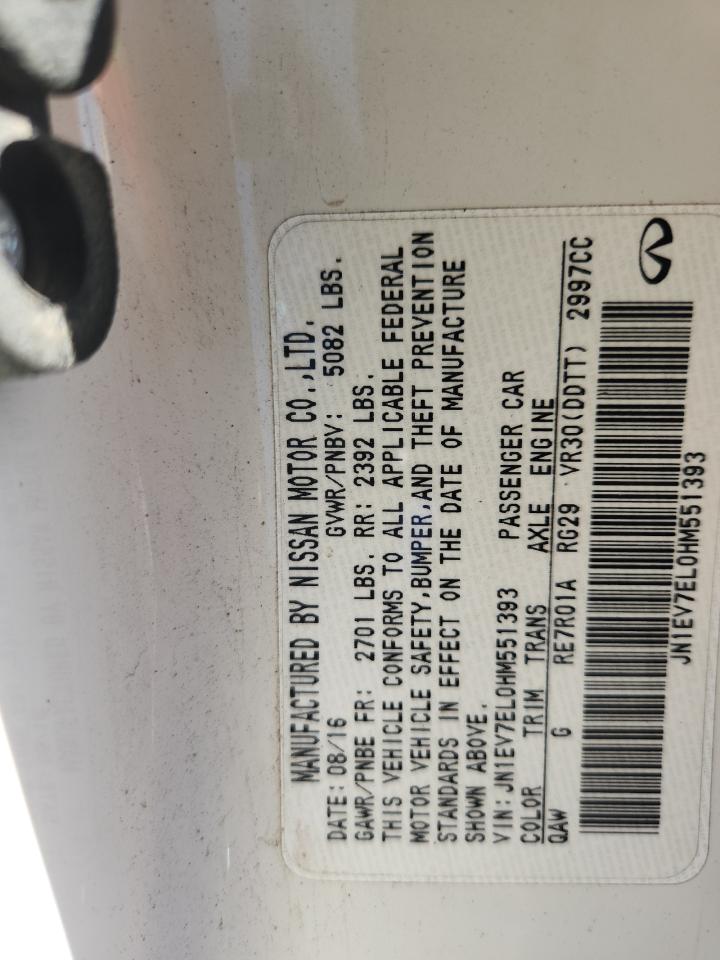 MANUFACTURED BY NISSAN MOTOR CO.,LTD.
DATE: 08/16 GVWR/PNBV: 5082 LBS.
GAWR/PNBE FR: 2701 LBS. RR: 2392 LBS.
THIS VEHICLE CONFORMS TO ALL APPLICABLE FEDERAL
MOTOR VEHICLE SAFETY,BUMPER,AND THEFT PREVENTION
STANDARDS IN EFFECT ON THE DATE OF MANUFACTURE
SHOWN ABOVE.
VIN:JN1EV7EL0HM551393 PASSENGER CAR
COLOR TRIM TRANS AXLE ENGINE
QAW G RE7R01A RG29 VR30(DDTT) 2997CC
JN1EV7EL0HM551393